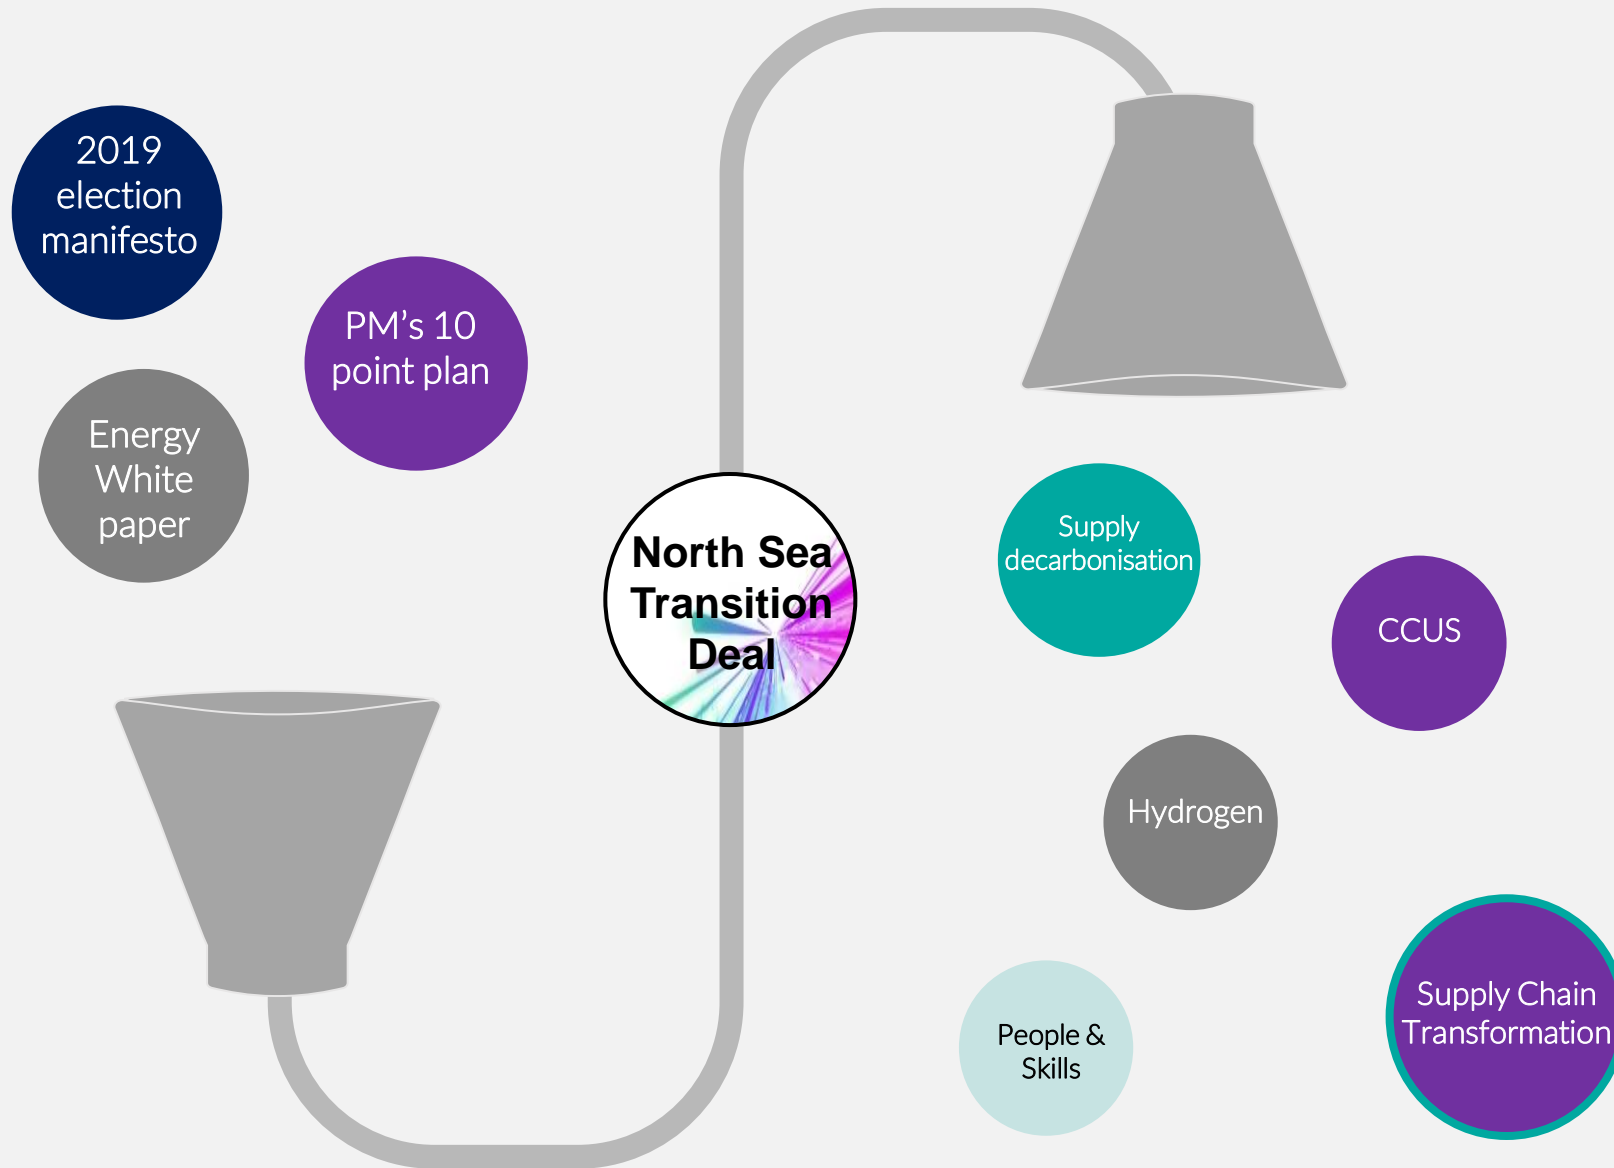 2019
election
manifesto
PM’s 10
point plan
Energy
White
paper
North Sea
Transition
Deal
Supply
decarbonisation
CCUS
Hydrogen
People &
Skills
Supply Chain
Transformation